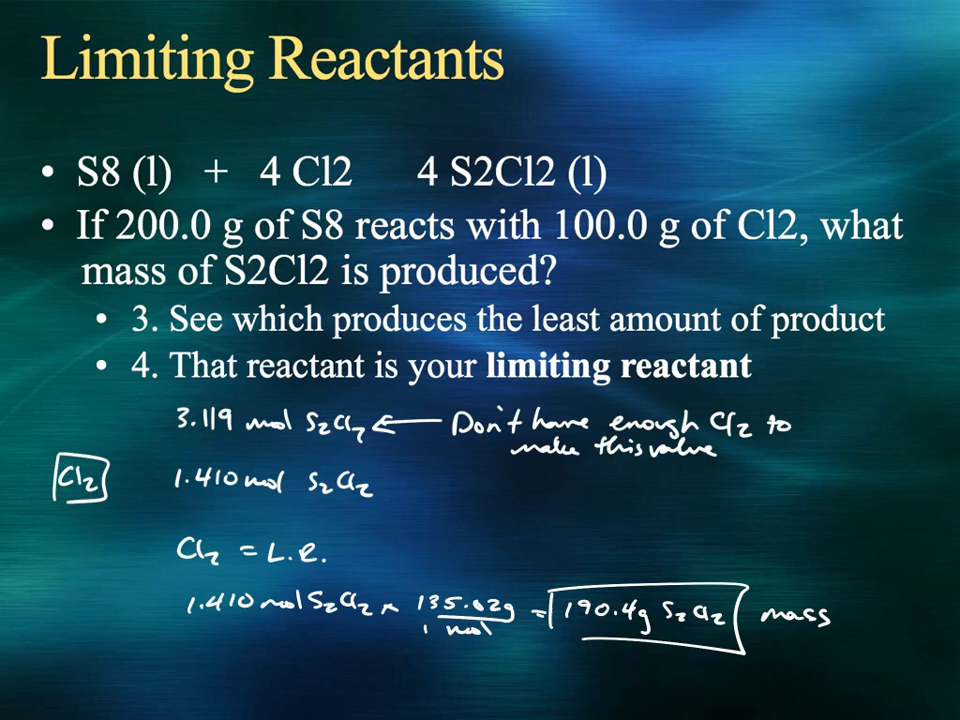 Limiting Reactants
• S8 (l) + 4 Cl2 4 S2Cl2 (l)
• If 200.0 g of S8 reacts with 100.0 g of Cl2, what
mass of S2Cl2 is produced?
• 3. See which produces the least amount of product
• 4. That reactant is your limiting reactant
3.119 mol S2Cl2 ← Don't have enough Cl2 to
make this value
Cl2 1.410 mol S2Cl2
Cl2 = L.R.
1.410 mol S2Cl2 × 135.02g = 190.4g S2Cl2 mass
1 mol